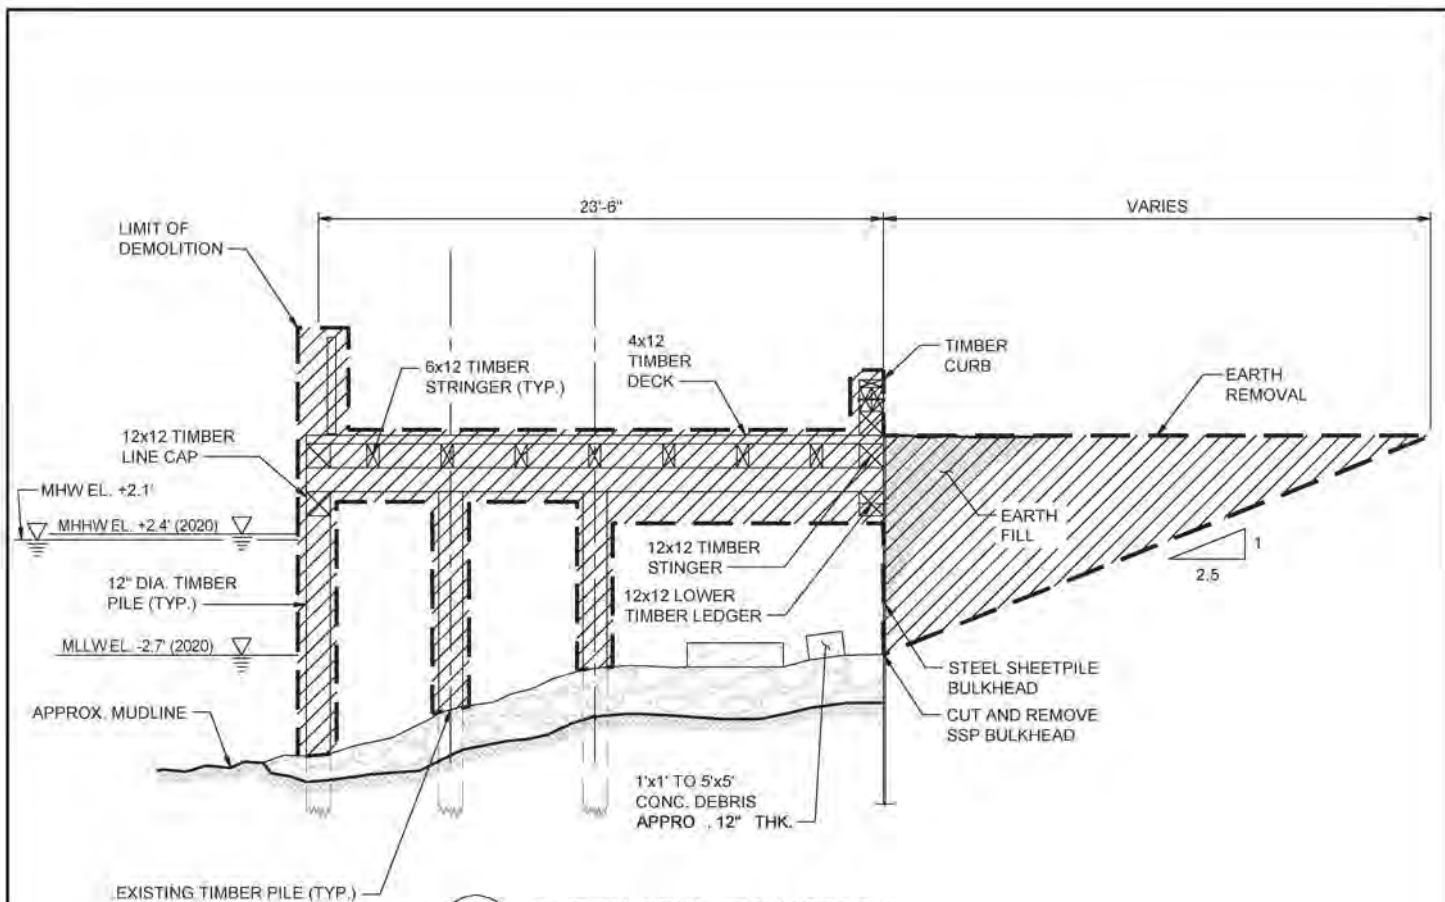 23'-6"
VARIES
LIMIT OF
DEMOLITION
6x12 TIMBER
STRINGER (TYP.)
4x12
TIMBER
DECK
TIMBER
CURB
EARTH
REMOVAL
12x12 TIMBER
LINE CAP
MHW EL. +2.1'
MHHW EL. +2.4' (2020)
EARTH
FILL
1
2.5
12x12 TIMBER
STINGER
12x12 LOWER
TIMBER LEDGER
12" DIA. TIMBER
PILE (TYP.)
MLLW EL. -2.7' (2020)
STEEL SHEETPILE
BULKHEAD
APPROX. MUDLINE
CUT AND REMOVE
SSP BULKHEAD
1'x1' TO 5'x5'
CONC. DEBRIS
APPRO . 12" THK.
EXISTING TIMBER PILE (TYP.)